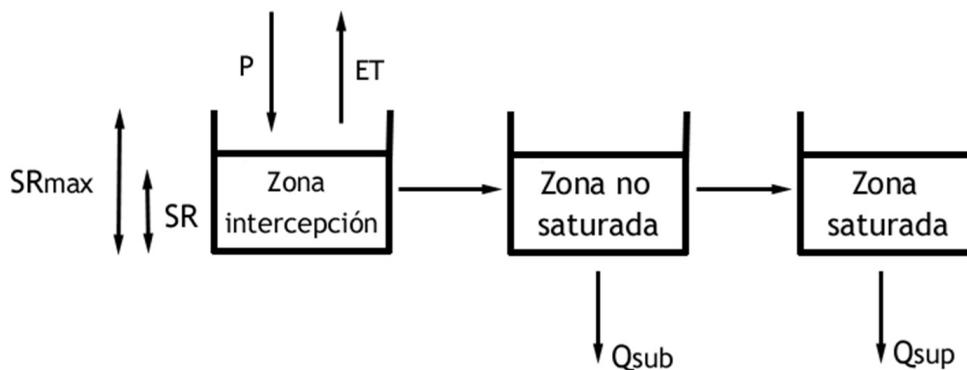 P
ET
SRmax
SR
Zona
intercepción
Zona no
saturada
Zona
saturada
Qsub
Qsup